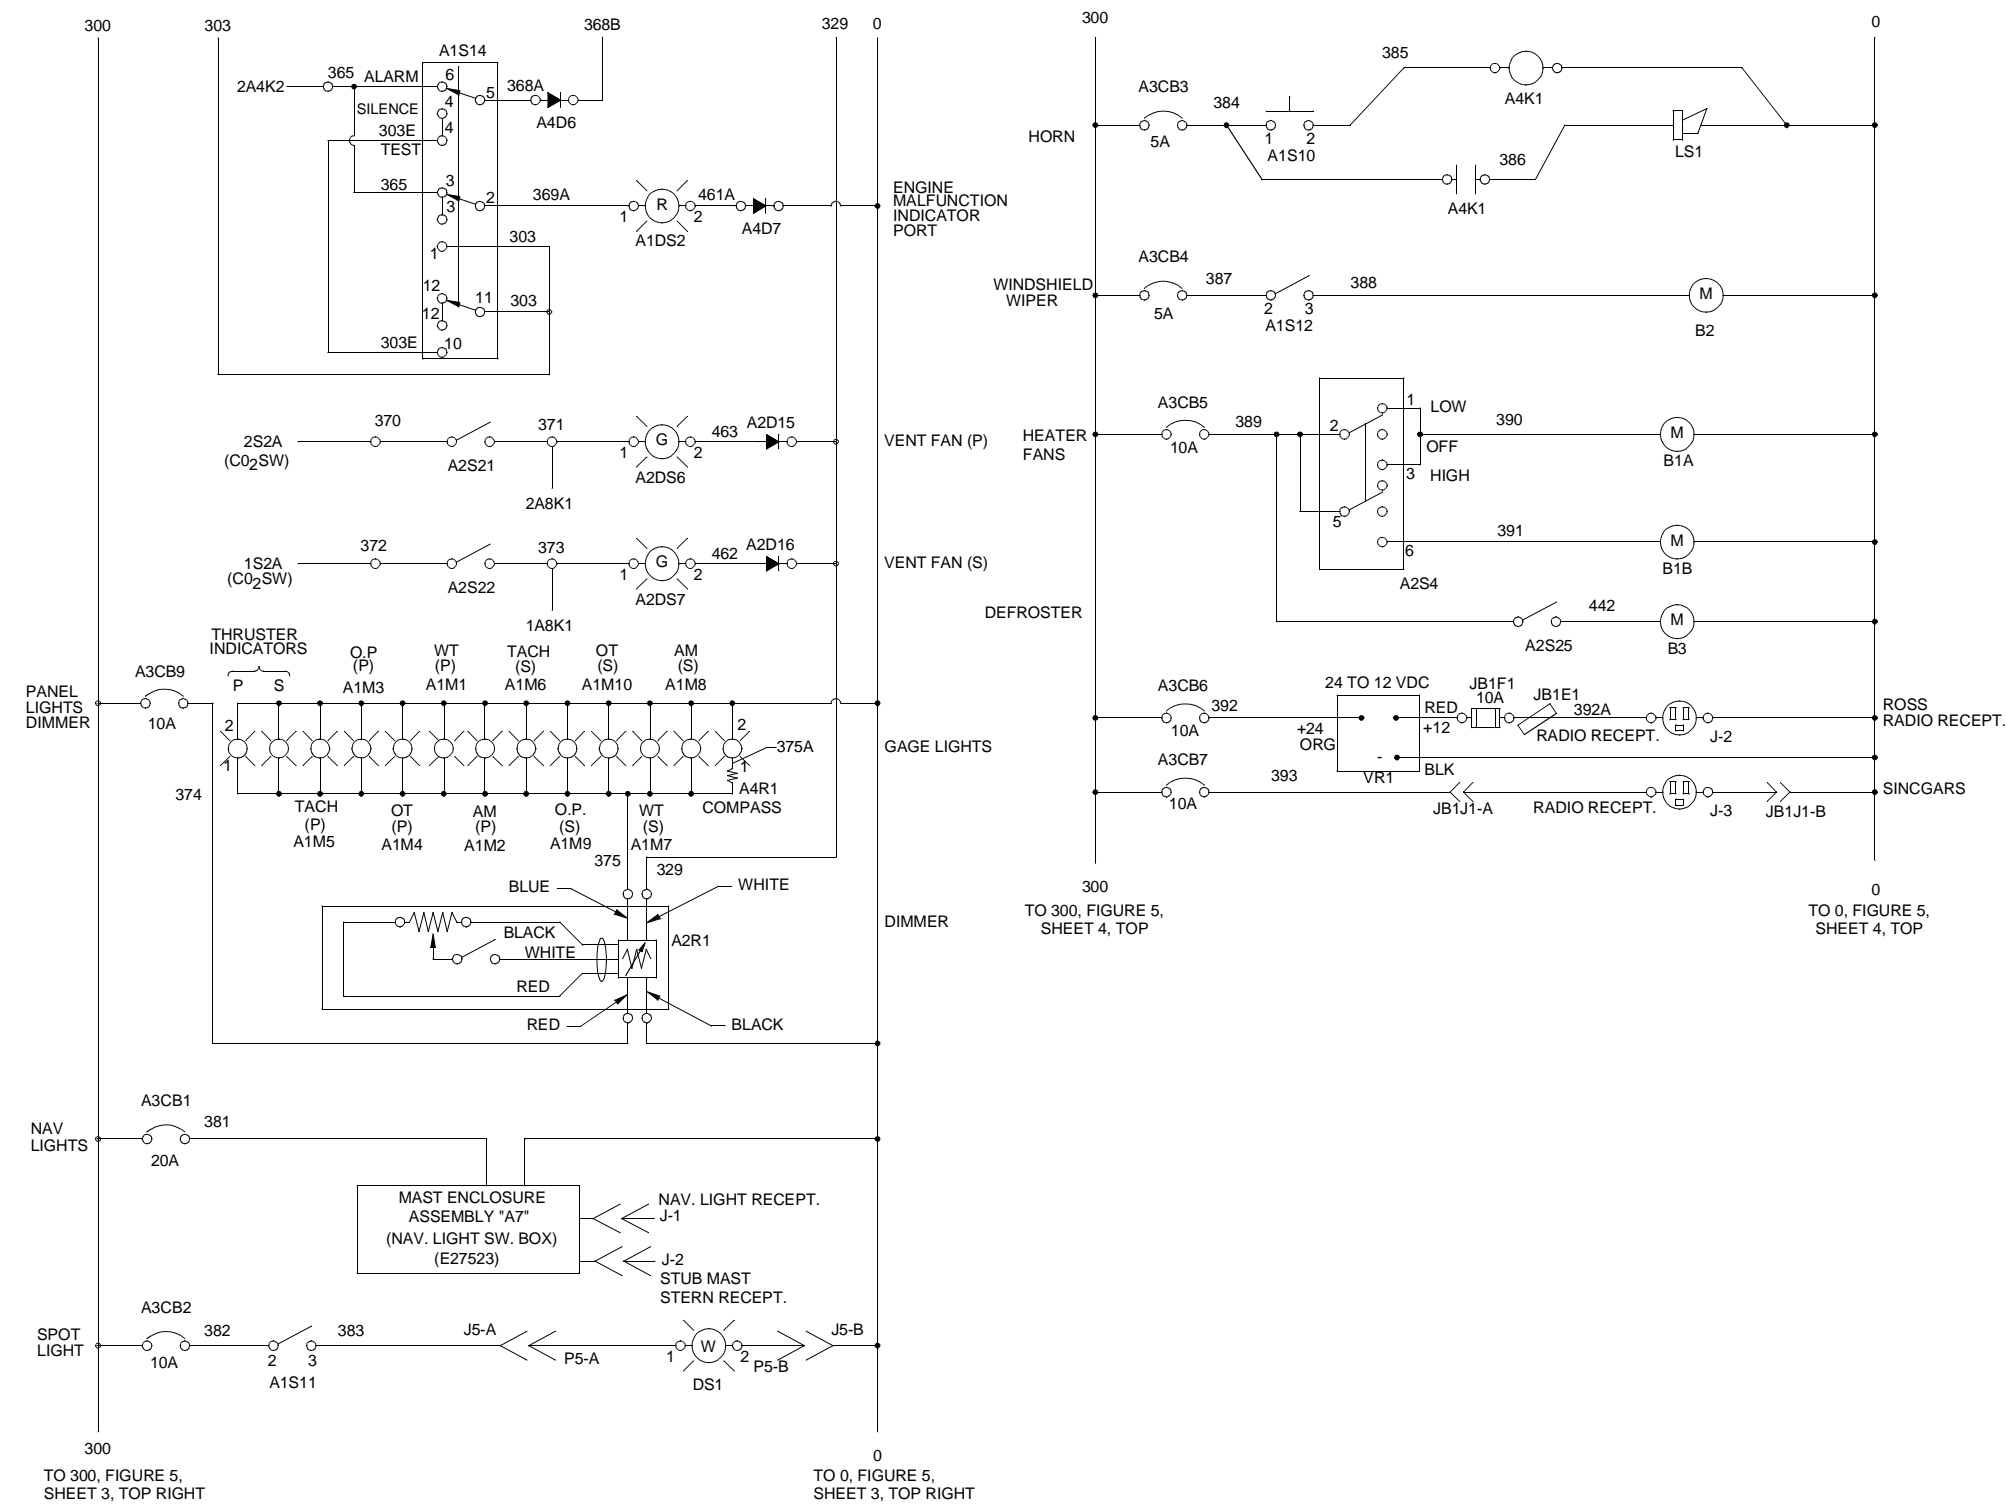 300
303
368B
329
0
A1S14
2A4K2
365
ALARM
6
5
368A
A4D6
SILENCE
4
303E
4
TEST
365
3
3
2
369A
1
R
2
A1DS2
461A
A4D7
ENGINE
MALFUNCTION
INDICATOR
PORT
1
303
12
12
11
303
303E
10
2S2A
(C02SW)
370
A2S21
371
2A8K1
1
G
2
A2DS6
463
A2D15
VENT FAN (P)
1S2A
(C02SW)
372
A2S22
373
1A8K1
1
G
2
A2DS7
462
A2D16
VENT FAN (S)
PANEL
LIGHTS
DIMMER
A3CB9
10A
THRUSTER
INDICATORS
P
S
O.P
(P)
A1M3
WT
(P)
A1M1
TACH
(S)
A1M6
OT
(S)
A1M10
AM
(S)
A1M8
2
1
2
1
375A
GAGE LIGHTS
374
TACH
(P)
A1M5
OT
(P)
A1M4
AM
(P)
A1M2
O.P.
(S)
A1M9
WT
(S)
A1M7
A4R1
COMPASS
375
329
BLUE
WHITE
BLACK
WHITE
RED
A2R1
DIMMER
RED
BLACK
NAV
LIGHTS
A3CB1
20A
381
MAST ENCLOSURE
ASSEMBLY "A7"
(NAV. LIGHT SW. BOX)
(E27523)
NAV. LIGHT RECEPT.
J-1
J-2
STUB MAST
STERN RECEPT.
SPOT
LIGHT
A3CB2
10A
382
2
3
A1S11
383
J5-A
P5-A
1
W
2
DS1
P5-B
J5-B
300
TO 300, FIGURE 5,
SHEET 3, TOP RIGHT
0
TO 0, FIGURE 5,
SHEET 3, TOP RIGHT
300
0
HORN
A3CB3
5A
384
1
2
A1S10
385
A4K1
A4K1
386
LS1
WINDSHIELD
WIPER
A3CB4
5A
387
2
3
A1S12
388
M
B2
HEATER
FANS
A3CB5
10A
389
2
1
LOW
OFF
3
HIGH
5
6
A2S4
390
M
B1A
391
M
B1B
DEFROSTER
A2S25
442
M
B3
A3CB6
10A
392
24 TO 12 VDC
+24
ORG
-
VR1
RED
+12
BLK
JB1F1
10A
JB1E1
392A
RADIO RECEPT.
J-2
ROSS
RADIO RECEPT.
A3CB7
10A
393
JB1J1-A
RADIO RECEPT.
J-3
JB1J1-B
SINCGARS
300
TO 300, FIGURE 5,
SHEET 4, TOP
0
TO 0, FIGURE 5,
SHEET 4, TOP